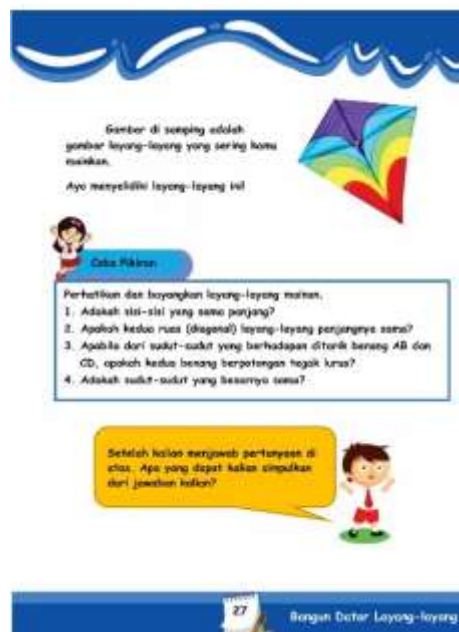 Gambar di samping adalah
gambar layang-layang yang sering kamu
mainkan.
Ayo menyelidiki layang-layang ini!
Coba Pikiran
Perhatikan dan bayangkan layang-layang mainan.
1. Adakah sisi-sisi yang sama panjang?
2. Apakah kedua ruas (diagonal) layang-layang panjangnya sama?
3. Apabila dari sudut-sudut yang berhadapan ditarik benang AB dan
CD, apakah kedua benang berpotongan tegak lurus?
4. Adakah sudut-sudut yang besarnya sama?
Setelah kalian menjawab pertanyaan di
atas. Apa yang dapat kalian simpulkan
dari jawaban kalian?
27
Bangun Datar Layang-layang